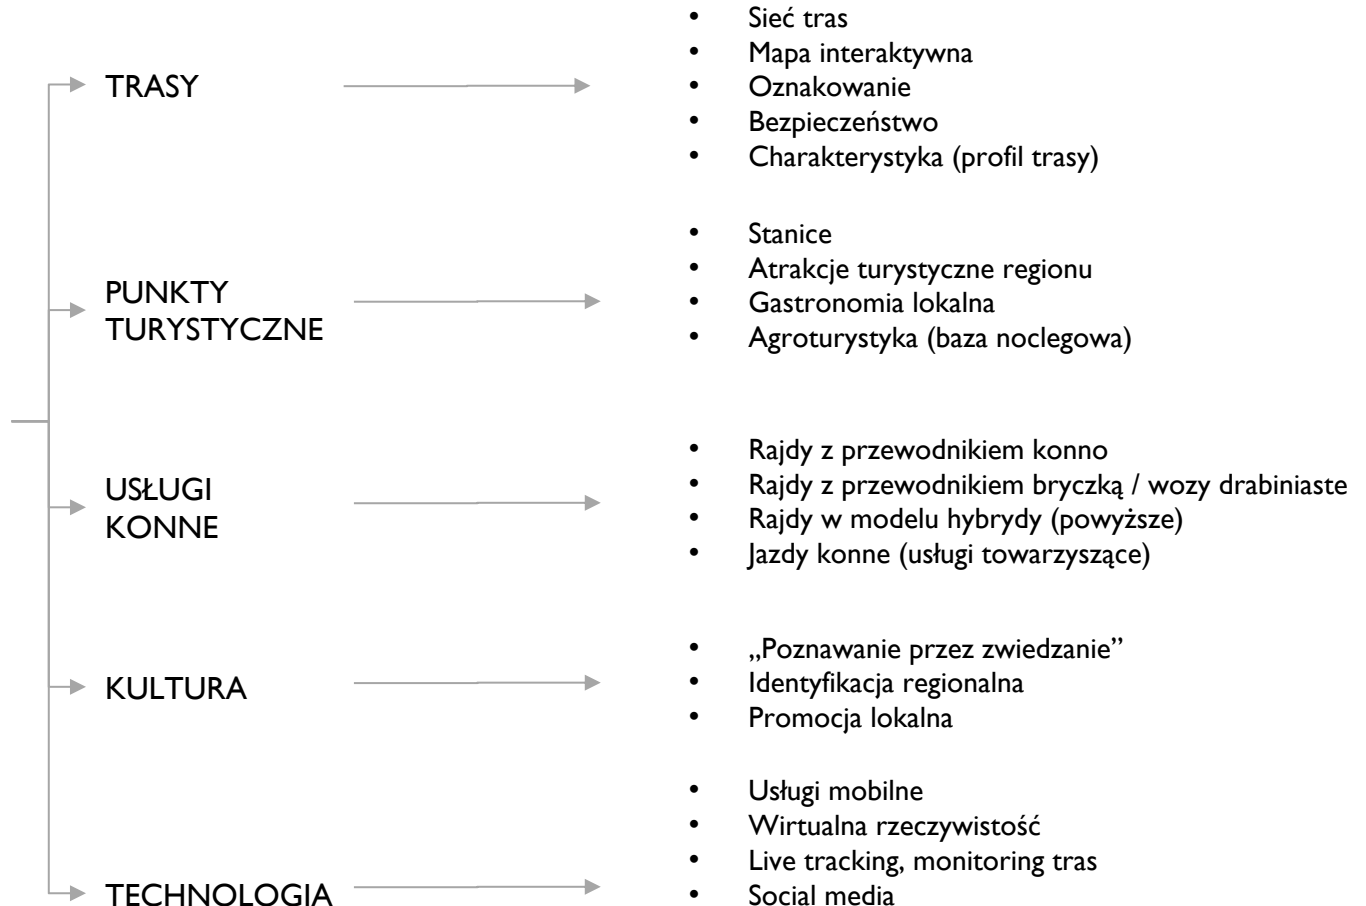 TRASY
• Sieć tras
• Mapa interaktywna
• Oznakowanie
• Bezpieczeństwo
• Charakterystyka (profil trasy)
PUNKTY
TURYSTYCZNE
• Stanice
• Atrakcje turystyczne regionu
• Gastronomia lokalna
• Agroturystyka (baza noclegowa)
USŁUGI
KONNE
• Rajdy z przewodnikiem konno
• Rajdy z przewodnikiem bryczką / wozy drabiniaste
• Rajdy w modelu hybrydy (powyższe)
• Jazdy konne (usługi towarzyszące)
KULTURA
• „Poznawanie przez zwiedzanie”
• Identyfikacja regionalna
• Promocja lokalna
TECHNOLOGIA
• Usługi mobilne
• Wirtualna rzeczywistość
• Live tracking, monitoring tras
• Social media